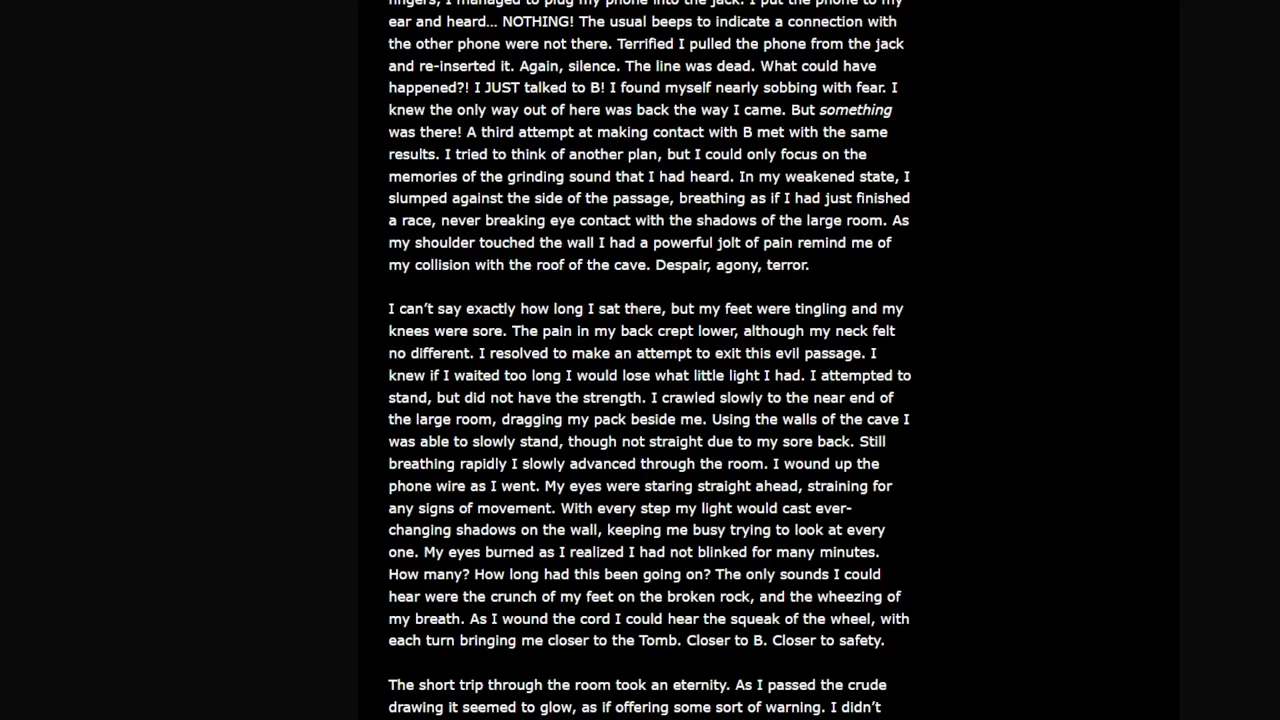 fingers, I managed to plug my phone into the jack. I put the phone to my
ear and heard… NOTHING! The usual beeps to indicate a connection with
the other phone were not there. Terrified I pulled the phone from the jack
and re-inserted it. Again, silence. The line was dead. What could have
happened?! I JUST talked to B! I found myself nearly sobbing with fear. I
knew the only way out of here was back the way I came. But something
was there! A third attempt at making contact with B met with the same
results. I tried to think of another plan, but I could only focus on the
memories of the grinding sound that I had heard. In my weakened state, I
slumped against the side of the passage, breathing as if I had just finished
a race, never breaking eye contact with the shadows of the large room. As
my shoulder touched the wall I had a powerful jolt of pain remind me of
my collision with the roof of the cave. Despair, agony, terror.
I can’t say exactly how long I sat there, but my feet were tingling and my
knees were sore. The pain in my back crept lower, although my neck felt
no different. I resolved to make an attempt to exit this evil passage. I
knew if I waited too long I would lose what little light I had. I attempted to
stand, but did not have the strength. I crawled slowly to the near end of
the large room, dragging my pack beside me. Using the walls of the cave I
was able to slowly stand, though not straight due to my sore back. Still
breathing rapidly I slowly advanced through the room. I wound up the
phone wire as I went. My eyes were staring straight ahead, straining for
any signs of movement. With every step my light would cast ever-
changing shadows on the wall, keeping me busy trying to look at every
one. My eyes burned as I realized I had not blinked for many minutes.
How many? How long had this been going on? The only sounds I could
hear were the crunch of my feet on the broken rock, and the wheezing of
my breath. As I wound the cord I could hear the squeak of the wheel, with
each turn bringing me closer to the Tomb. Closer to B. Closer to safety.
The short trip through the room took an eternity. As I passed the crude
drawing it seemed to glow, as if offering some sort of warning. I didn’t